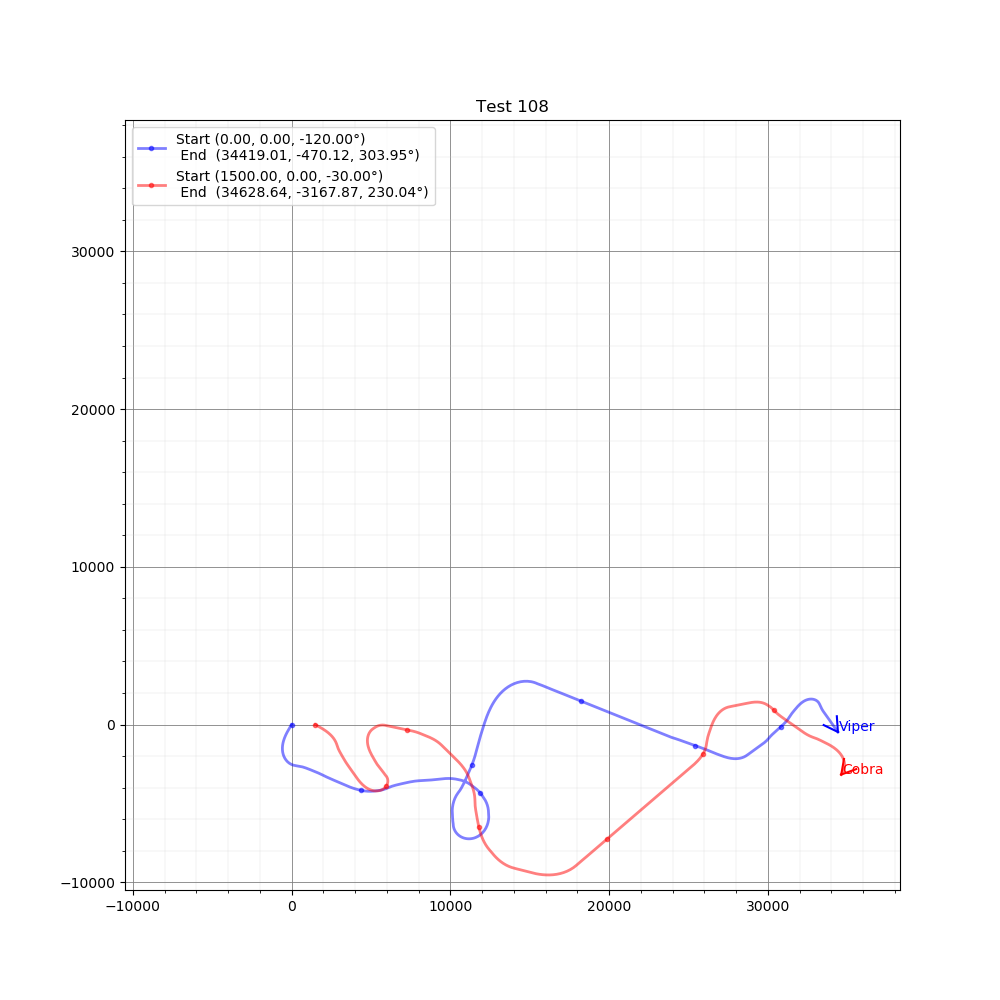 Test 108
Start (0.00, 0.00, -120.00°)
End (34419.01, -470.12, 303.95°)
Start (1500.00, 0.00, -30.00°)
End (34628.64, -3167.87, 230.04°)
30000
20000
10000
0
−10000
Viper
Cobra
−10000 0 10000 20000 30000